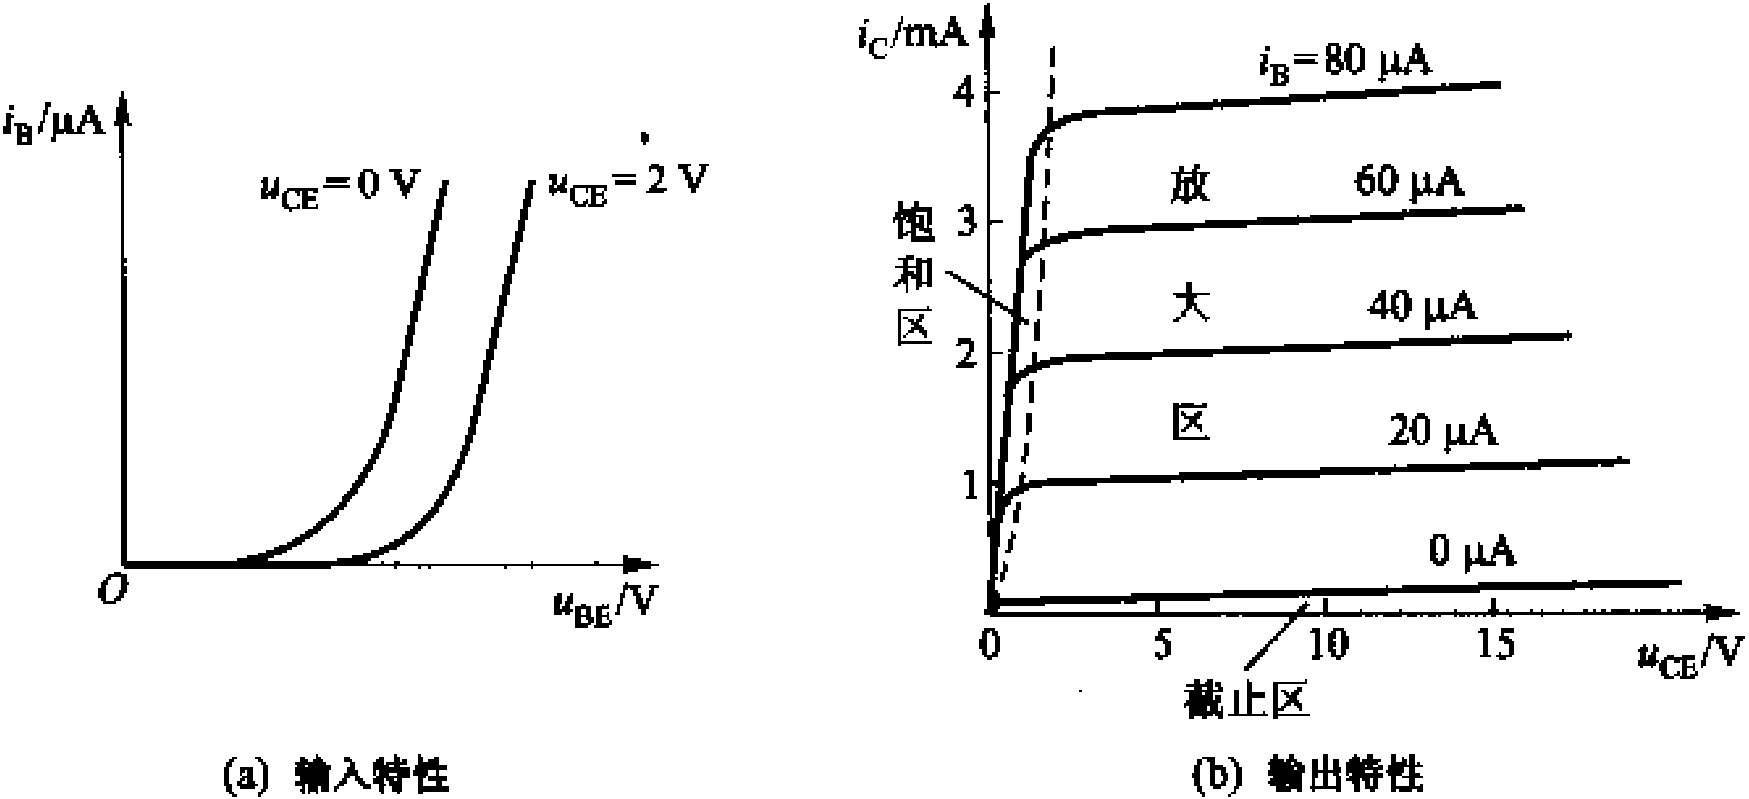 i_B/μA
u_CE=0 V
u_CE=2 V
O
u_BE/V
(a) 输入特性
i_C/mA
4
3
2
1
i_B=80 μA
60 μA
40 μA
20 μA
0 μA
饱和区
放大区
0
5
10
15
u_CE/V
截止区
(b) 输出特性